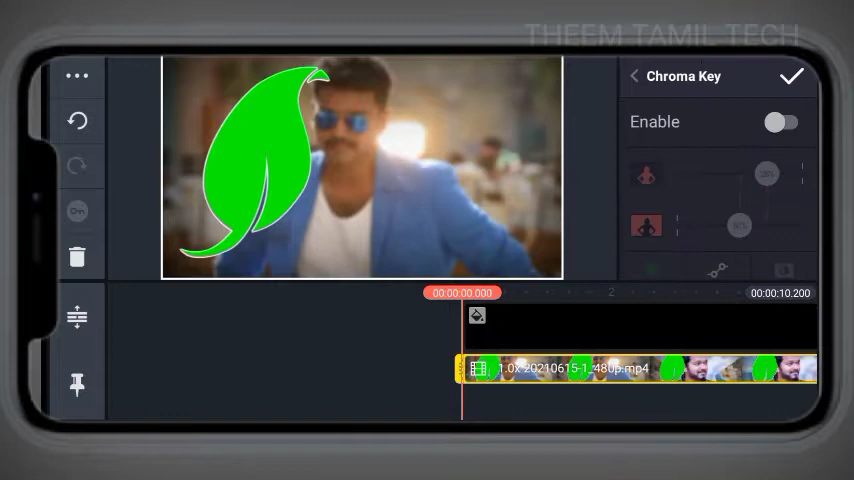 THEEM TAMIL TECH
Chroma Key
Enable
00:00:00.000
2
00:00:10.200
1.0x 20210615-1_480p.mp4